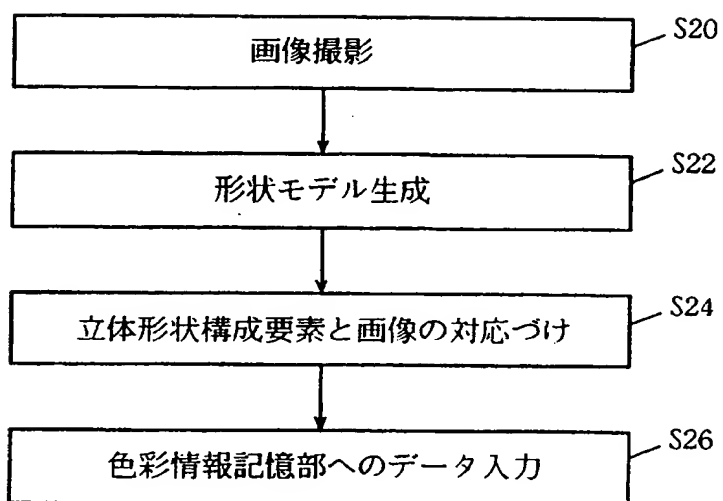 画像撮影
S20
形状モデル生成
S22
立体形状構成要素と画像の対応づけ
S24
色彩情報記憶部へのデータ入力
S26